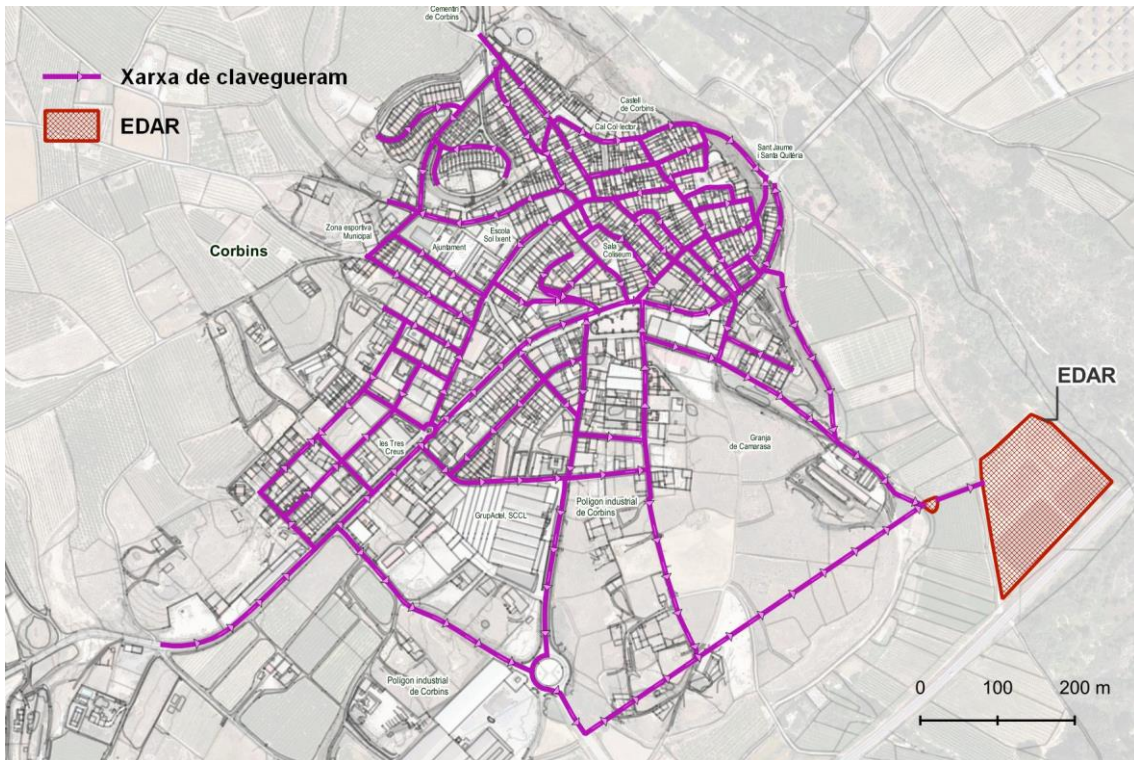 Cementiri
de Corbins
Xarxa de clavegueram
EDAR
Castell
de Corbins
Cal Col·lector
Sant Jaume
i Santa Quitèria
Zona esportiva
Municipal
Corbins
Ajuntament
Escola
Sol Ixent
Sala
Coliseum
EDAR
les Tres
Creus
Granja
de Camarasa
GrupActel, SCCL
Polígon industrial
de Corbins
Polígon industrial
de Corbins
0 100 200 m